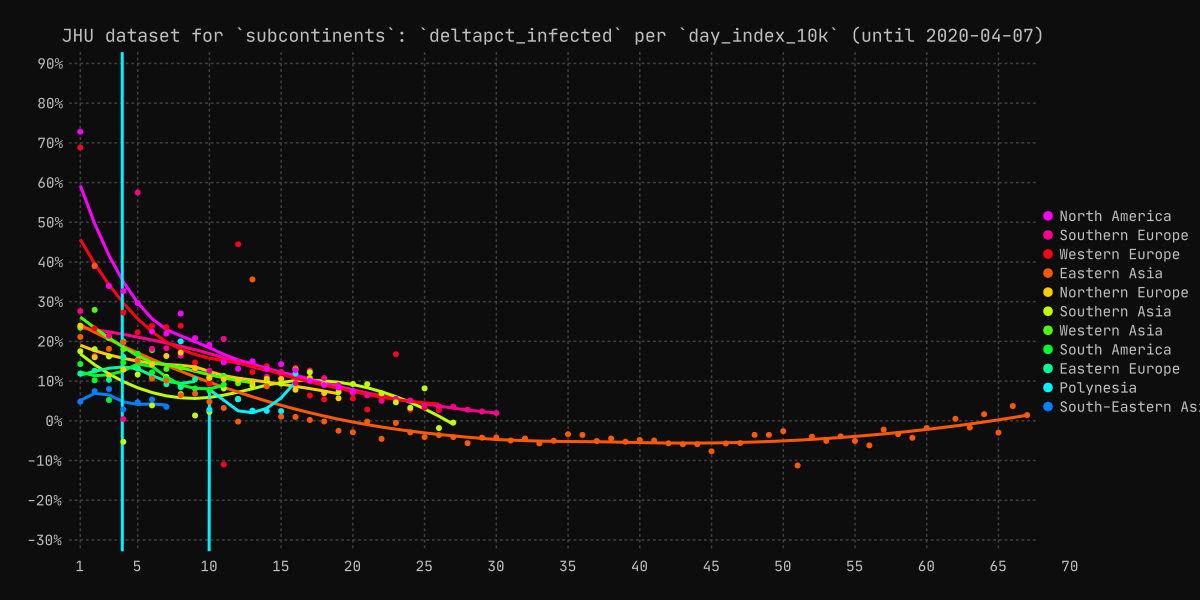 JHU dataset for `subcontinents`: `deltapct_infected` per `day_index_10k` (until 2020-04-07)
90%
80%
70%
60%
50%
40%
30%
20%
10%
0%
-10%
-20%
-30%
1 5 10 15 20 25 30 35 40 45 50 55 60 65 70
North America
Southern Europe
Western Europe
Eastern Asia
Northern Europe
Southern Asia
Western Asia
South America
Eastern Europe
Polynesia
South-Eastern Asi